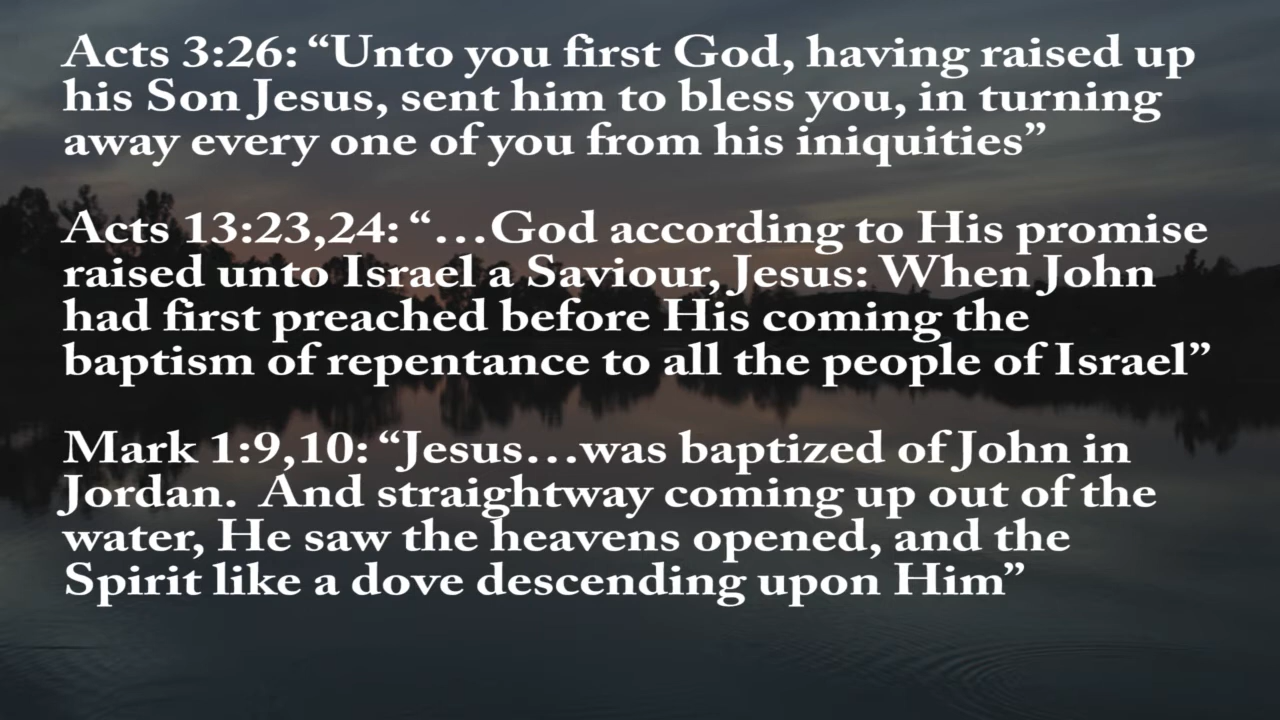 Acts 3:26: “Unto you first God, having raised up
his Son Jesus, sent him to bless you, in turning
away every one of you from his iniquities”
Acts 13:23,24: “…God according to His promise
raised unto Israel a Saviour, Jesus: When John
had first preached before His coming the
baptism of repentance to all the people of Israel”
Mark 1:9,10: “Jesus…was baptized of John in
Jordan.  And straightway coming up out of the
water, He saw the heavens opened, and the
Spirit like a dove descending upon Him”